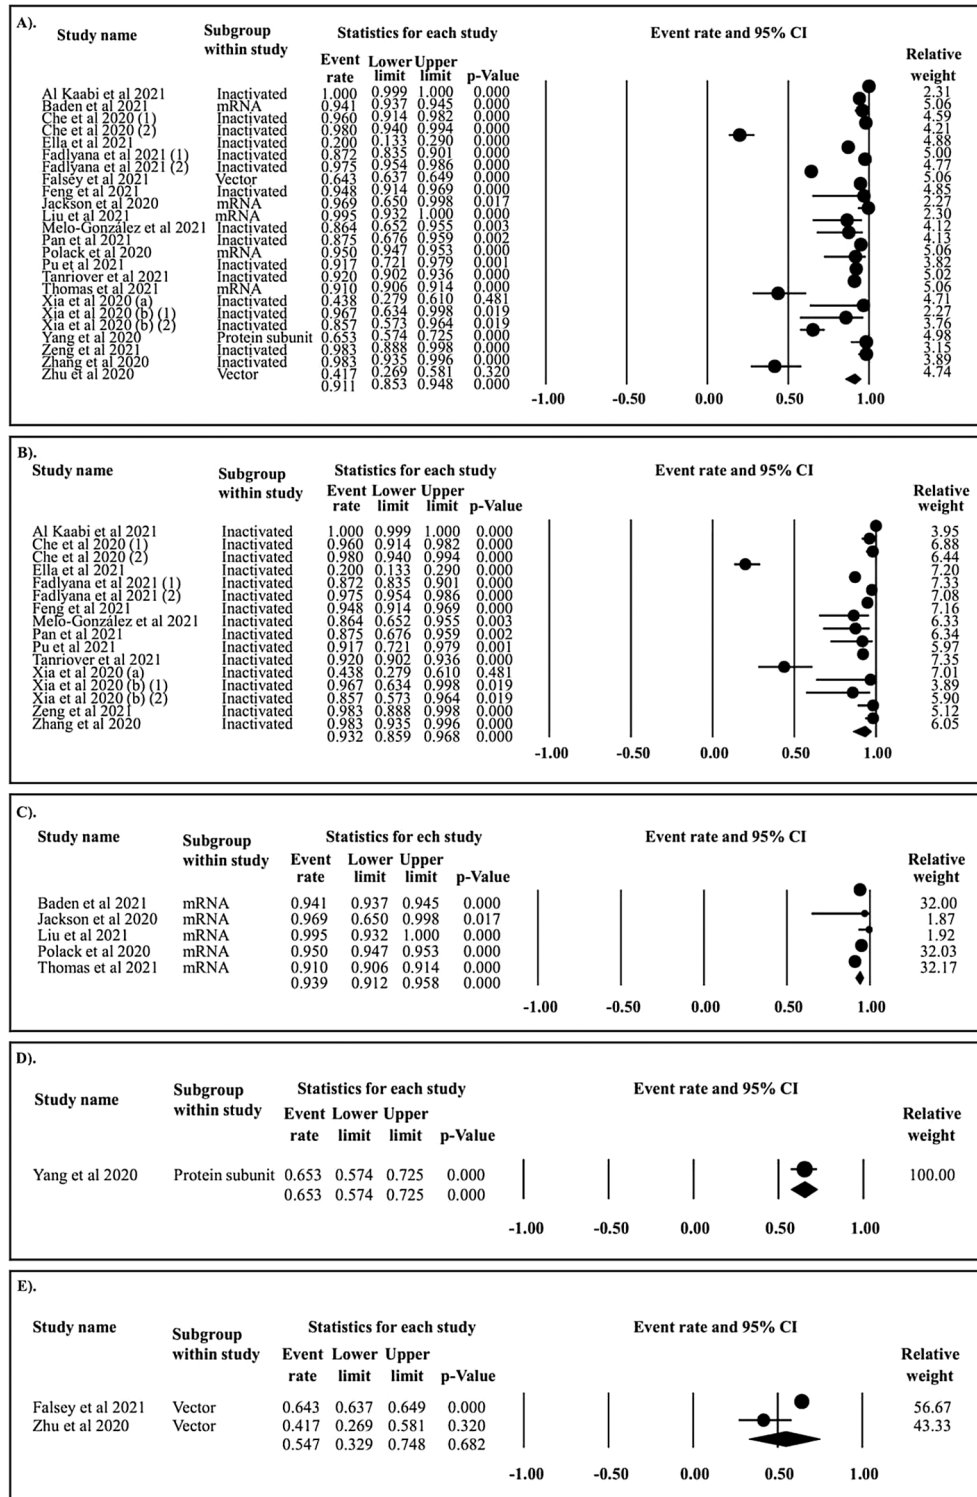 A).
Study name Subgroup within study Statistics for each study Event rate and 95% CI
Event rate Lower limit Upper limit p-Value Relative weight
Al Kaabi et al 2021 Inactivated 1.000 0.999 1.000 0.000 2.31
Baden et al 2021 mRNA 0.941 0.937 0.945 0.000 5.06
Che et al 2020 (1) Inactivated 0.960 0.914 0.982 0.000 4.59
Che et al 2020 (2) Inactivated 0.980 0.940 0.994 0.000 4.21
Ella et al 2021 Inactivated 0.200 0.133 0.290 0.000 4.88
Fadlyana et al 2021 (1) Inactivated 0.872 0.835 0.901 0.000 5.00
Fadlyana et al 2021 (2) Inactivated 0.975 0.954 0.986 0.000 4.77
Falsey et al 2021 Vector 0.643 0.637 0.649 0.000 5.06
Feng et al 2021 Inactivated 0.948 0.914 0.969 0.000 4.85
Jackson et al 2020 mRNA 0.969 0.650 0.998 0.017 2.27
Liu et al 2021 mRNA 0.995 0.932 1.000 0.000 2.30
Melo-González et al 2021 Inactivated 0.864 0.652 0.955 0.003 4.12
Pan et al 2021 Inactivated 0.875 0.676 0.959 0.002 4.13
Polack et al 2020 mRNA 0.950 0.947 0.953 0.000 5.06
Pu et al 2021 Inactivated 0.917 0.721 0.979 0.001 3.82
Tanriover et al 2021 Inactivated 0.920 0.902 0.936 0.000 5.02
Thomas et al 2021 mRNA 0.910 0.906 0.914 0.000 5.06
Xia et al 2020 (a) Inactivated 0.438 0.279 0.610 0.481 4.71
Xia et al 2020 (b) (1) Inactivated 0.967 0.634 0.998 0.019 2.27
Xia et al 2020 (b) (2) Inactivated 0.857 0.573 0.964 0.019 3.76
Yang et al 2020 Protein subunit 0.653 0.574 0.725 0.000 4.98
Zeng et al 2021 Inactivated 0.983 0.888 0.998 0.000 3.15
Zhang et al 2020 Inactivated 0.983 0.935 0.996 0.000 3.89
Zhu et al 2020 Vector 0.417 0.269 0.581 0.320 4.74
0.911 0.853 0.948 0.000
-1.00 -0.50 0.00 0.50 1.00
B).
Study name Subgroup within study Statistics for each study Event rate and 95% CI
Event rate Lower limit Upper limit p-Value Relative weight
Al Kaabi et al 2021 Inactivated 1.000 0.999 1.000 0.000 3.95
Che et al 2020 (1) Inactivated 0.960 0.914 0.982 0.000 6.88
Che et al 2020 (2) Inactivated 0.980 0.940 0.994 0.000 6.44
Ella et al 2021 Inactivated 0.200 0.133 0.290 0.000 7.20
Fadlyana et al 2021 (1) Inactivated 0.872 0.835 0.901 0.000 7.33
Fadlyana et al 2021 (2) Inactivated 0.975 0.954 0.986 0.000 7.08
Feng et al 2021 Inactivated 0.948 0.914 0.969 0.000 7.16
Melo-González et al 2021 Inactivated 0.864 0.652 0.955 0.003 6.33
Pan et al 2021 Inactivated 0.875 0.676 0.959 0.002 6.34
Pu et al 2021 Inactivated 0.917 0.721 0.979 0.001 5.97
Tanriover et al 2021 Inactivated 0.920 0.902 0.936 0.000 7.35
Xia et al 2020 (a) Inactivated 0.438 0.279 0.610 0.481 7.01
Xia et al 2020 (b) (1) Inactivated 0.967 0.634 0.998 0.019 3.89
Xia et al 2020 (b) (2) Inactivated 0.857 0.573 0.964 0.019 5.90
Zeng et al 2021 Inactivated 0.983 0.888 0.998 0.000 5.12
Zhang et al 2020 Inactivated 0.983 0.935 0.996 0.000 6.05
0.932 0.859 0.968 0.000
-1.00 -0.50 0.00 0.50 1.00
C).
Study name Subgroup within study Statistics for ech study Event rate and 95% CI
Event rate Lower limit Upper limit p-Value Relative weight
Baden et al 2021 mRNA 0.941 0.937 0.945 0.000 32.00
Jackson et al 2020 mRNA 0.969 0.650 0.998 0.017 1.87
Liu et al 2021 mRNA 0.995 0.932 1.000 0.000 1.92
Polack et al 2020 mRNA 0.950 0.947 0.953 0.000 32.03
Thomas et al 2021 mRNA 0.910 0.906 0.914 0.000 32.17
0.939 0.912 0.958 0.000
-1.00 -0.50 0.00 0.50 1.00
D).
Study name Subgroup within study Statistics for each study Event rate and 95% CI
Event rate Lower limit Upper limit p-Value Relative weight
Yang et al 2020 Protein subunit 0.653 0.574 0.725 0.000 100.00
0.653 0.574 0.725 0.000
-1.00 -0.50 0.00 0.50 1.00
E).
Study name Subgroup within study Statistics for each study Event rate and 95% CI
Event rate Lower limit Upper limit p-Value Relative weight
Falsey et al 2021 Vector 0.643 0.637 0.649 0.000 56.67
Zhu et al 2020 Vector 0.417 0.269 0.581 0.320 43.33
0.547 0.329 0.748 0.682
-1.00 -0.50 0.00 0.50 1.00